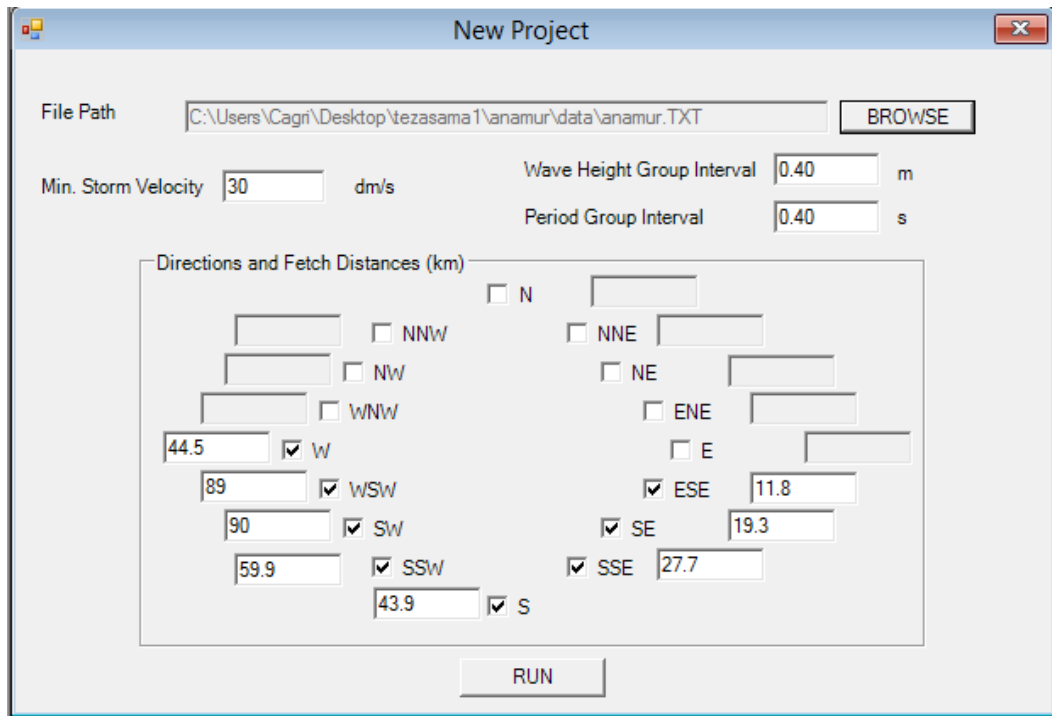 New Project
File Path C:\Users\Cagri\Desktop\tezasama1\anamur\data\anamur.TXT BROWSE
Min. Storm Velocity 30 dm/s Wave Height Group Interval 0.40 m
Period Group Interval 0.40 s
Directions and Fetch Distances (km)
N
NNW NNE
NW NE
WNW ENE
44.5 W E
89 WSW ESE 11.8
90 SW SE 19.3
59.9 SSW SSE 27.7
43.9 S
RUN